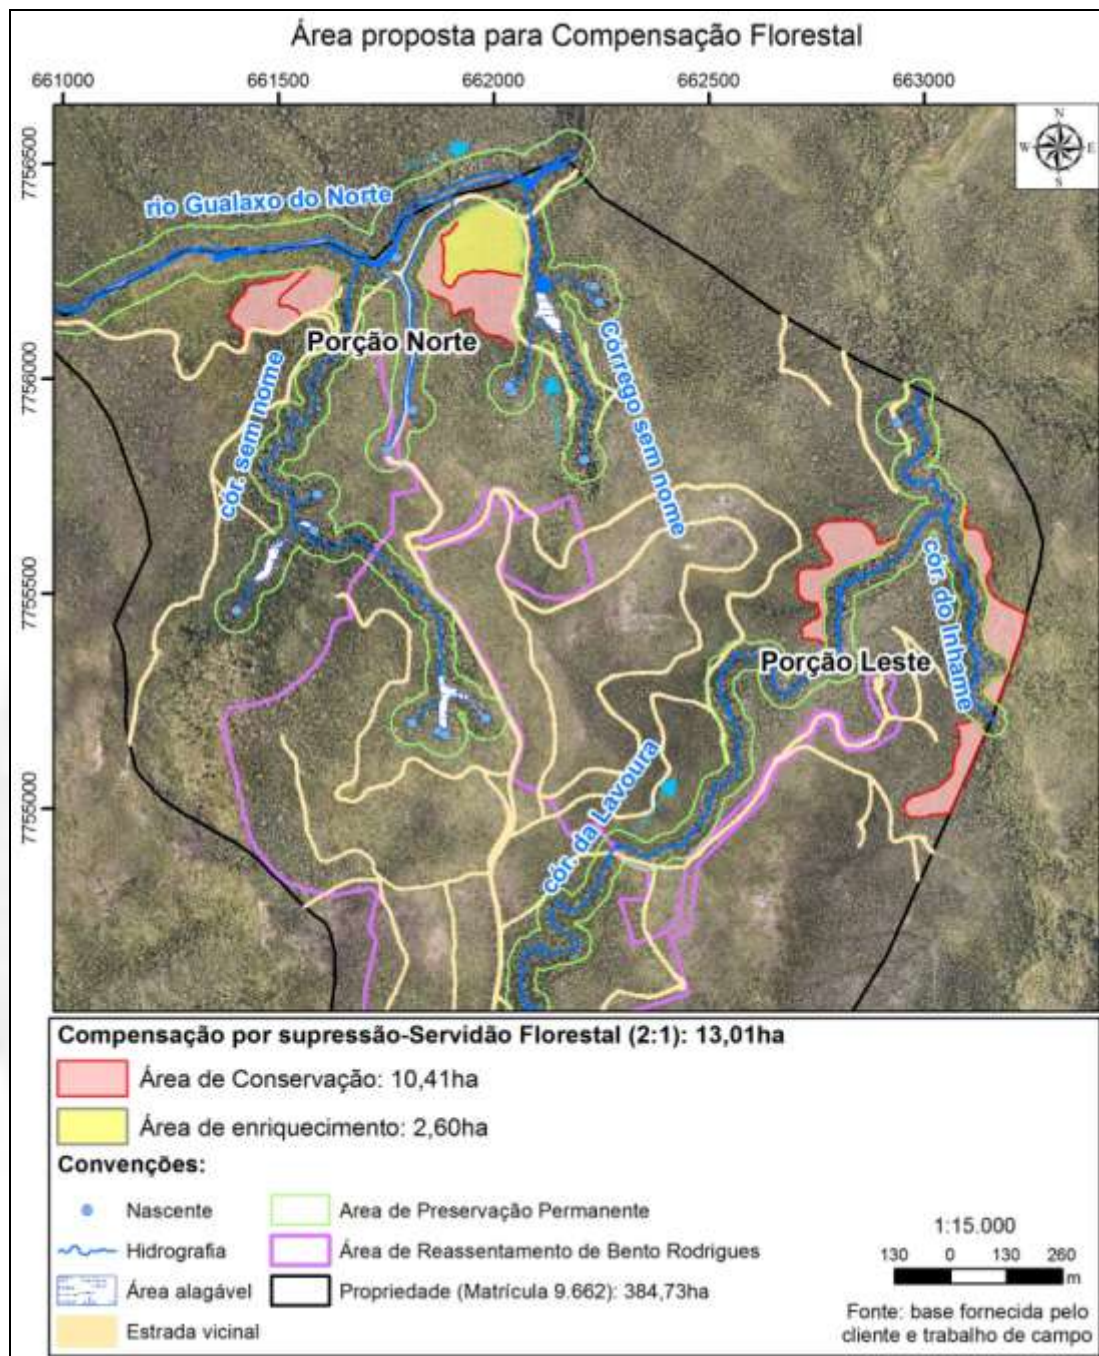 Área proposta para Compensação Florestal
661000 661500 662000 662500 663000
N
W E
S
7756500
rio Gualaxo do Norte
Porção Norte
7756000
cór. sem nome
Córrego sem nome
7755500
cór. do Inhame
Porção Leste
7755000
cór. da Lavoura
Compensação por supressão-Servidão Florestal (2:1): 13,01ha
Área de Conservação: 10,41ha
Área de enriquecimento: 2,60ha
Convenções:
Nascente
Hidrografia
Área alagável
Estrada vicinal
Area de Preservação Permanente
Área de Reassentamento de Bento Rodrigues
Propriedade (Matrícula 9.662): 384,73ha
1:15.000
130 0 130 260
m
Fonte: base fornecida pelo
cliente e trabalho de campo